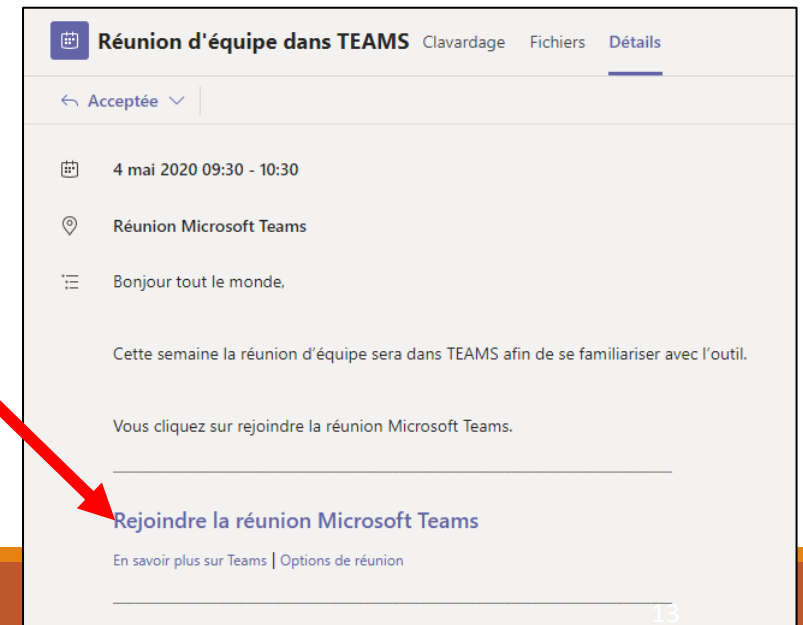 Réunion d'équipe dans TEAMS Clavardage Fichiers Détails
Acceptée
4 mai 2020 09:30 - 10:30
Réunion Microsoft Teams
Bonjour tout le monde,
Cette semaine la réunion d’équipe sera dans TEAMS afin de se familiariser avec l’outil.
Vous cliquez sur rejoindre la réunion Microsoft Teams.
Rejoindre la réunion Microsoft Teams
En savoir plus sur Teams | Options de réunion
13